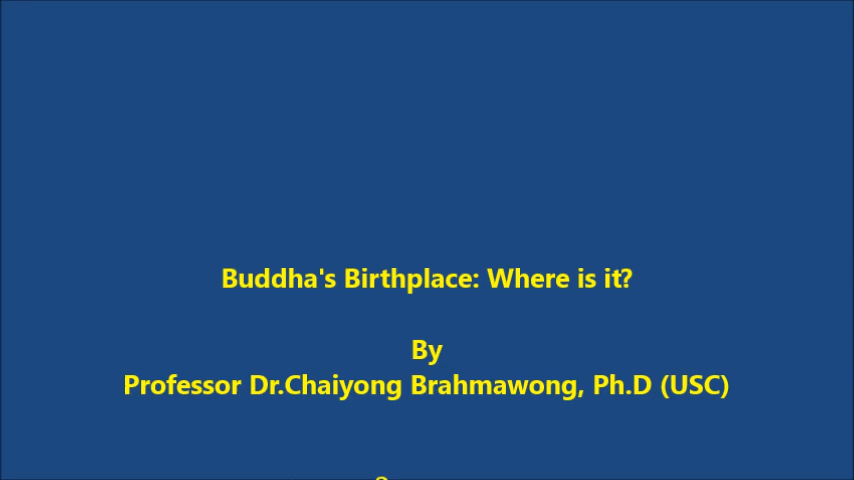 Buddha's Birthplace: Where is it?
By
Professor Dr.Chaiyong Brahmawong, Ph.D (USC)